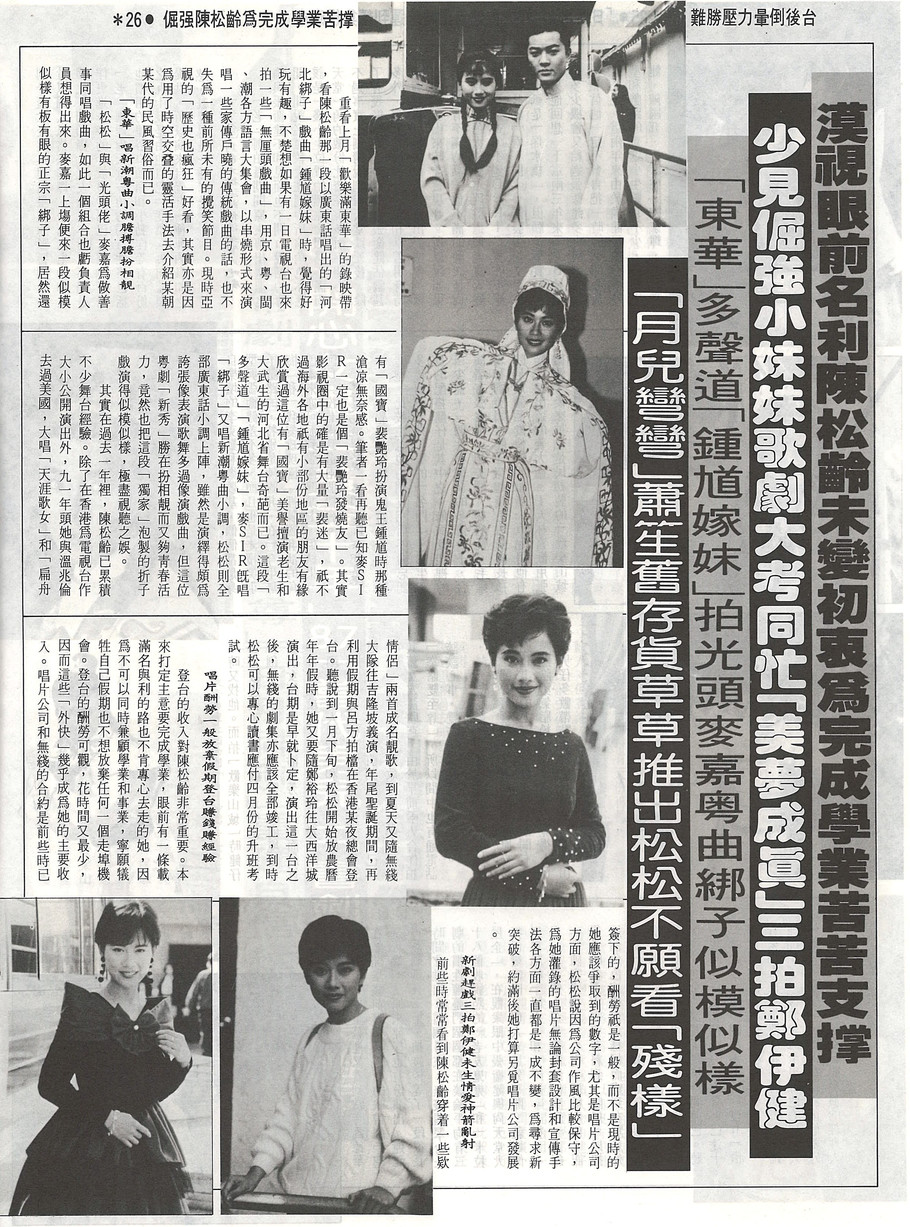 *26● 倔强陳松齡爲完成學業苦撐
難勝壓力暈倒後台
漠視眼前名利陳松齡未變初衷爲完成學業苦苦支撐
少見倔強小妹妹歌劇大考同忙「美夢成眞」三拍鄭伊健
「東華」多聲道「鍾馗嫁妹」拍光頭麥嘉粤曲綁子似模似樣
「月兒彎彎」蕭笙舊存貨草草推出松松不願看「殘樣」
重看上月「歡樂滿東華」的錄映帶
，看陳松齡那一段以廣東話唱出的「河
北綁子」戲曲「鍾馗嫁妹」時，覺得好
玩有趣，不楚想如果有一日電視台也來
拍一些「無厘頭戲曲」，用京、粤、閩
、潮各方語言大集會，以串燒形式來演
唱一些家傳戶曉的傳統戲曲的話，也不
失爲一種前所未有的攪笑節目。現時亞
視的「歷史也瘋狂」好看，其實亦是因
爲用了時空交叠的靈活手法去介紹某朝
某代的民風習俗而已。
「東華」唱新潮粤曲小調膽搏膽扮相靚
「松松」與「光頭佬」麥嘉爲做善
事同唱戲曲，如此一個組合也虧負責人
員想得出來。麥嘉一上場便來一段似模
似樣有板有眼的正宗「綁子」，居然還
有「國寶」裴艷玲扮演鬼王鍾馗時那種
滄凉無奈感。筆者一看再聽已知麥SI
R一定也是個「裴艷玲發燒友」。其實
影視圈中的確是有大量「裴迷」，祇不
過海外各地祇有小部份地區的朋友有緣
欣賞過這位有「國寶」美譽擅演老生和
大武生的河北省舞台奇葩而已。這段「
多聲道」「鍾馗嫁妹」，麥SIR旣唱
「綁子」又唱新潮粤曲小調，松松則全
部廣東話小調上陣，雖然是演繹得頗爲
誇張像表演歌舞多過像演戲曲，但這位
粤劇「新秀」勝在扮相靚而又夠靑春活
力，竟然也把這段「獨家」泡製的折子
戲演得似模似樣，極盡視聽之娛。
其實在過去一年裡，陳松齡已累積
不少舞台經驗。除了在香港爲電視台作
大小公開演出外，九一年頭她與溫兆倫
去過美國，大唱「天涯歌女」和「扁舟
情侶」兩首成名靚歌，到夏天又隨無綫
大隊往吉隆坡義演，年尾聖誕期間，再
利用假期與呂方拍檔在香港某夜總會登
台。聽說到一月下旬，松松開始放農曆
年年假時，她又要隨鄭裕玲往大西洋城
演出，台期是早就卜定，演出這一台之
後，無綫的劇集亦應該全部竣工，到時
松松可以專心讀書應付四月份的升班考
試。
唱片酬勞一般放棄假期登台賺錢賺經驗
登台的收入對陳松齡非常重要。本
來打定主意要完成學業，眼前有一條載
滿名與利的路也不肯專心去走的她，因
爲不可以同時兼顧學業和事業，寧願犧
牲自己假期也不想放棄任何一個走埠機
會。登台的酬勞可觀，花時間又最少，
因而這些「外快」幾乎成爲她的主要收
入。唱片公司和無綫的合約是前些時已
簽下的，酬勞祇是一般，而不是現時的
她應該爭取到的數字，尤其是唱片公司
方面，松松說因爲公司作風比較保守，
爲她灌錄的唱片無論封套設計和宣傳手
法各方面一直都是一成不變，爲尋求新
突破，約滿後她打算另覓唱片公司發展
。
新劇趕戲三拍鄭伊健未生情愛神箭亂射
前些三時常常看到陳松齡穿着一些欵